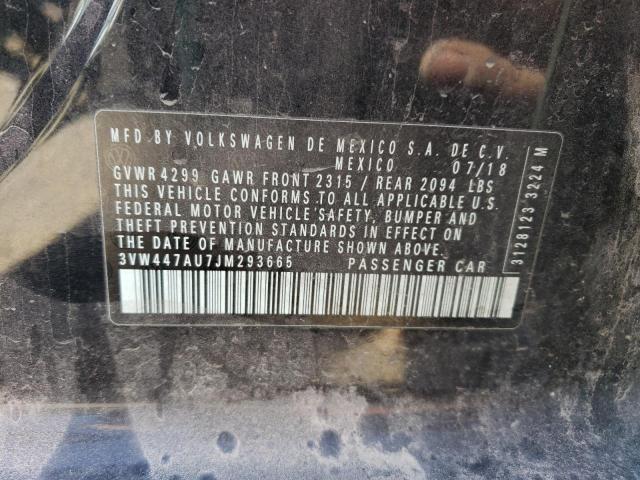 MFD BY VOLKSWAGEN DE MEXICO S.A. DE C.V.
MEXICO 07/18
GVWR 4299 GAWR FRONT 2315 / REAR 2094 LBS
THIS VEHICLE CONFORMS TO ALL APPLICABLE U.S.
FEDERAL MOTOR VEHICLE SAFETY, BUMPER AND
THEFT PREVENTION STANDARDS IN EFFECT ON
THE DATE OF MANUFACTURE SHOWN ABOVE.
3VW447AU7JM293665 PASSENGER CAR
3128123 3224 M